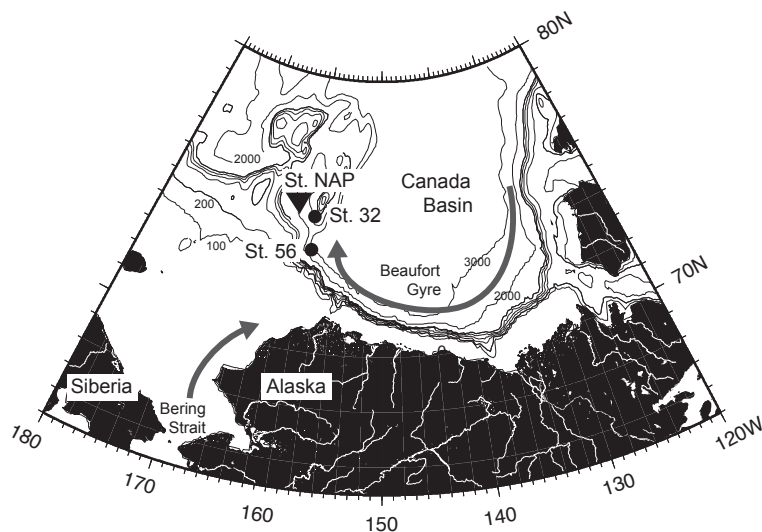 80N
2000
St. NAP
Canada
Basin
200
St. 32
100
St. 56
3000
Beaufort
Gyre
2000
70N
Siberia
Alaska
Bering
Strait
180
170
160
150
140
130
120W